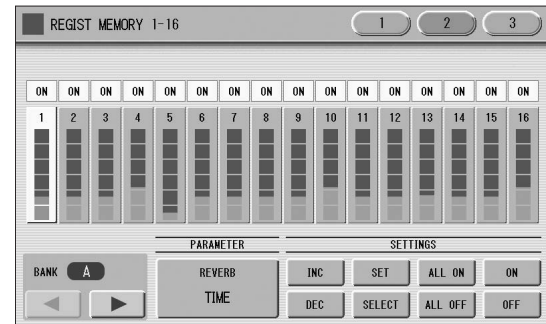 REGIST MEMORY 1-16
1 2 3
ON ON ON ON ON ON ON ON ON ON ON ON ON ON ON ON
1 2 3 4 5 6 7 8 9 10 11 12 13 14 15 16
PARAMETER SETTINGS
BANK A REVERB INC SET ALL ON ON
TIME DEC SELECT ALL OFF OFF